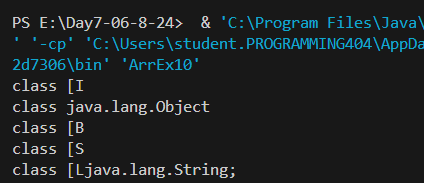 PS E:\Day7-06-8-24>  & 'C:\Program Files\Java\
' '-cp' 'C:\Users\student.PROGRAMMING404\AppDa
2d7306\bin' 'ArrEx10'
class [I
class java.lang.Object
class [B
class [S
class [Ljava.lang.String;